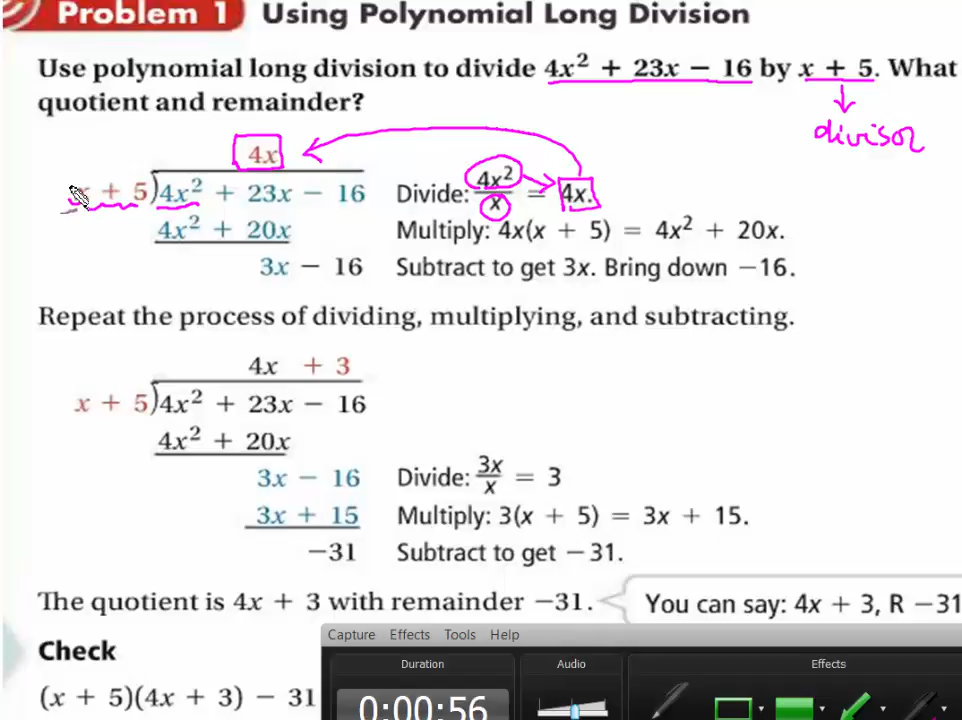 Problem 1 Using Polynomial Long Division
Use polynomial long division to divide 4x² + 23x − 16 by x + 5. What
quotient and remainder?
divisor
4x
x + 5)4x² + 23x − 16 Divide: 4x²/x = 4x.
4x² + 20x Multiply: 4x(x + 5) = 4x² + 20x.
3x − 16 Subtract to get 3x. Bring down −16.
Repeat the process of dividing, multiplying, and subtracting.
4x + 3
x + 5)4x² + 23x − 16
4x² + 20x
3x − 16 Divide: 3x/x = 3
3x + 15 Multiply: 3(x + 5) = 3x + 15.
−31 Subtract to get −31.
The quotient is 4x + 3 with remainder −31. You can say: 4x + 3, R −31
Capture Effects Tools Help
Check
Duration Audio Effects
(x + 5)(4x + 3) − 31 0:00:56